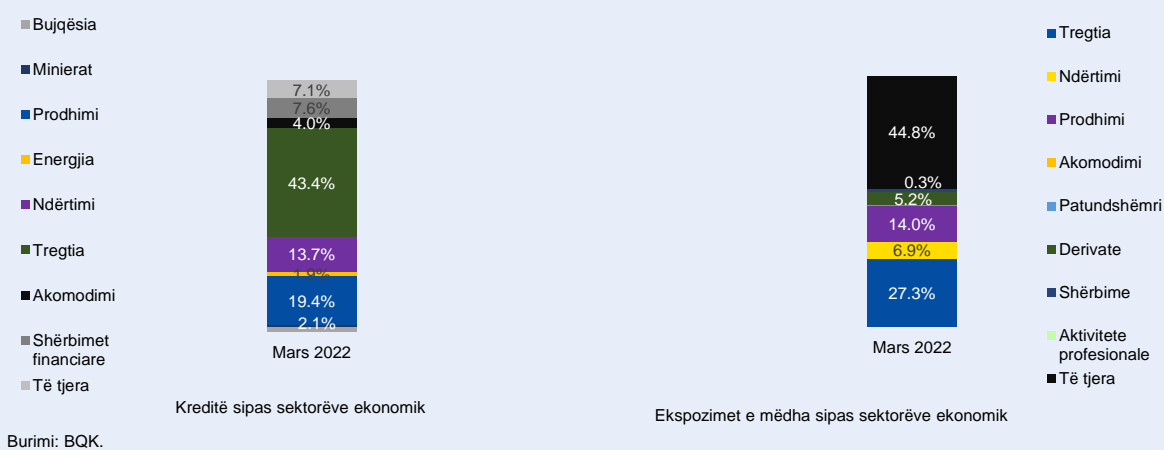 Bujqësia
Minierat
Prodhimi
Energjia
Ndërtimi
Tregtia
Akomodimi
Shërbimet
financiare
Të tjera
7.1%
7.6%
4.0%
43.4%
13.7%
1.9%
19.4%
2.1%
Mars 2022
Kreditë sipas sektorëve ekonomik
44.8%
0.3%
5.2%
14.0%
6.9%
27.3%
Mars 2022
Ekspozimet e mëdha sipas sektorëve ekonomik
Tregtia
Ndërtimi
Prodhimi
Akomodimi
Patundshëmri
Derivate
Shërbime
Aktivitete
profesionale
Të tjera
Burimi: BQK.